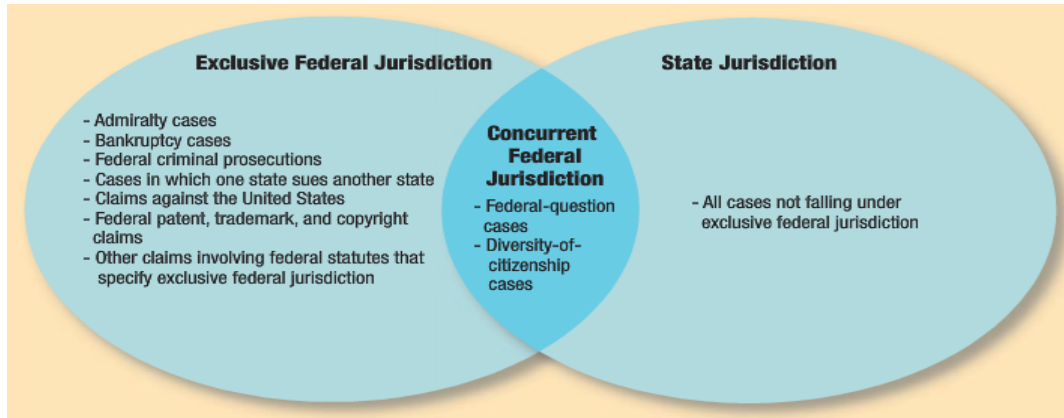 Exclusive Federal Jurisdiction
- Admiralty cases
- Bankruptcy cases
- Federal criminal prosecutions
- Cases in which one state sues another state
- Claims against the United States
- Federal patent, trademark, and copyright
claims
- Other claims involving federal statutes that
specify exclusive federal jurisdiction
Concurrent
Federal
Jurisdiction
- Federal-question
cases
- Diversity-of-
citizenship
cases
State Jurisdiction
- All cases not falling under
exclusive federal jurisdiction